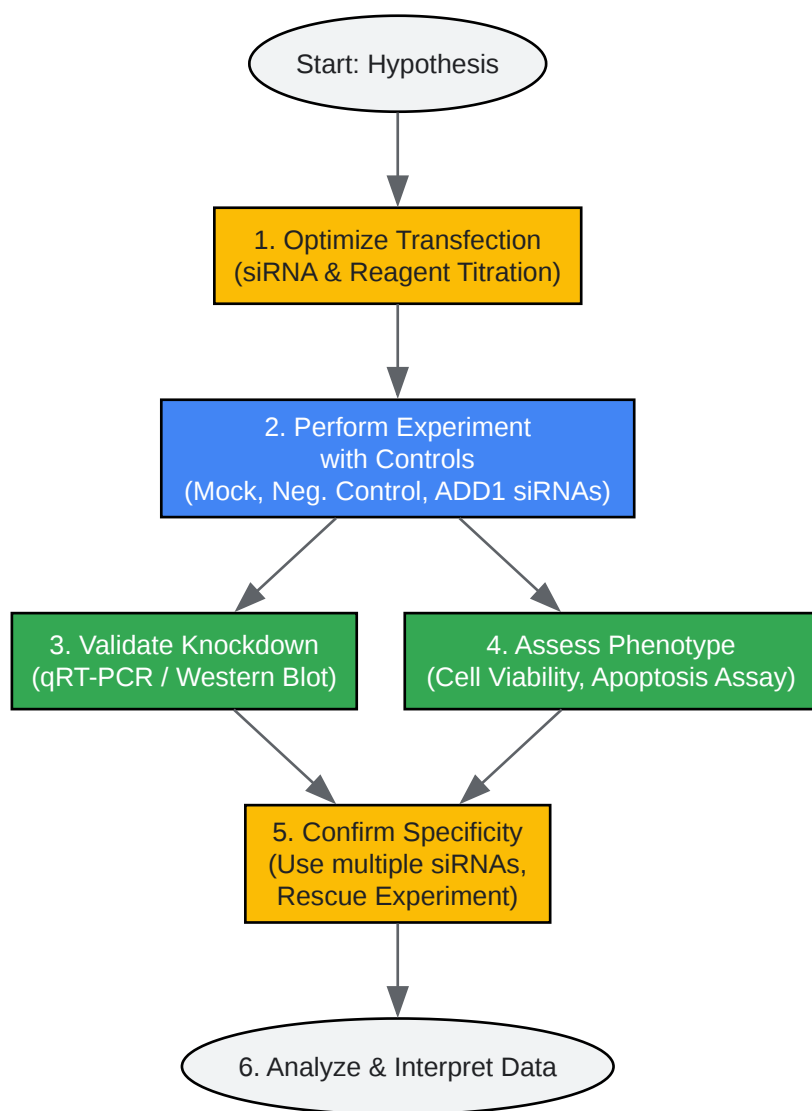 Start: Hypothesis
1. Optimize Transfection
(siRNA & Reagent Titration)
2. Perform Experiment
with Controls
(Mock, Neg. Control, ADD1 siRNAs)
3. Validate Knockdown
(qRT-PCR / Western Blot)
4. Assess Phenotype
(Cell Viability, Apoptosis Assay)
5. Confirm Specificity
(Use multiple siRNAs,
Rescue Experiment)
6. Analyze & Interpret Data